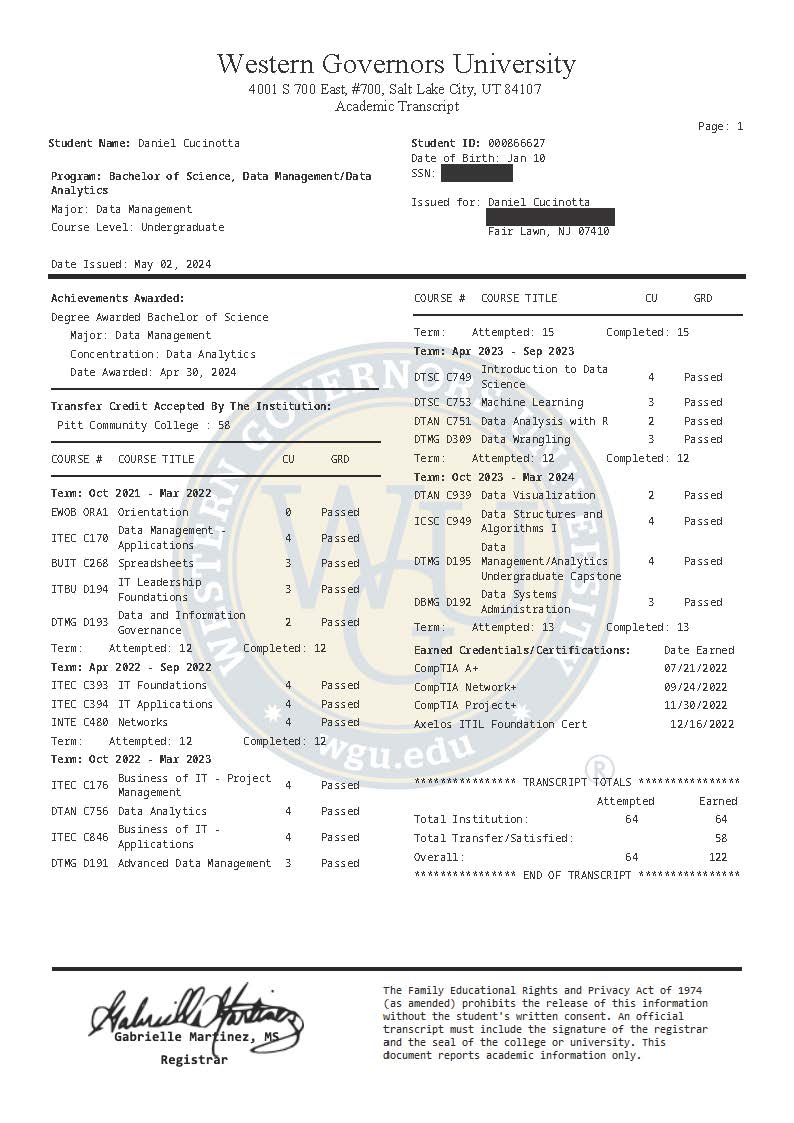 Western Governors University
4001 S 700 East, #700, Salt Lake City, UT 84107
Academic Transcript
Page: 1
Student Name: Daniel Cucinotta
Program: Bachelor of Science, Data Management/Data
Analytics
Major: Data Management
Course Level: Undergraduate
Date Issued: May 02, 2024
Student ID: 000866627
Date of Birth: Jan 10
SSN:
Issued for: Daniel Cucinotta
Fair Lawn, NJ 07410
Achievements Awarded:
Degree Awarded Bachelor of Science
Major: Data Management
Concentration: Data Analytics
Date Awarded: Apr 30, 2024
Transfer Credit Accepted By The Institution:
Pitt Community College : 58
COURSE # COURSE TITLE CU GRD
Term: Oct 2021 - Mar 2022
EWOB ORA1 Orientation 0 Passed
ITEC C170 Data Management -
Applications 4 Passed
BUIT C268 Spreadsheets 3 Passed
ITBU D194 IT Leadership
Foundations 3 Passed
DTMG D193 Data and Information
Governance 2 Passed
Term: Attempted: 12 Completed: 12
Term: Apr 2022 - Sep 2022
ITEC C393 IT Foundations 4 Passed
ITEC C394 IT Applications 4 Passed
INTE C480 Networks 4 Passed
Term: Attempted: 12 Completed: 12
Term: Oct 2022 - Mar 2023
ITEC C176 Business of IT - Project
Management 4 Passed
DTAN C756 Data Analytics 4 Passed
ITEC C846 Business of IT -
Applications 4 Passed
DTMG D191 Advanced Data Management 3 Passed
COURSE # COURSE TITLE CU GRD
Term: Attempted: 15 Completed: 15
Term: Apr 2023 - Sep 2023
DTSC C749 Introduction to Data
Science 4 Passed
DTSC C753 Machine Learning 3 Passed
DTAN C751 Data Analysis with R 2 Passed
DTMG D309 Data Wrangling 3 Passed
Term: Attempted: 12 Completed: 12
Term: Oct 2023 - Mar 2024
DTAN C939 Data Visualization 2 Passed
ICSC C949 Data Structures and
Algorithms I 4 Passed
DTMG D195 Data
Management/Analytics 4 Passed
Undergraduate Capstone
DBMG D192 Data Systems
Administration 3 Passed
Term: Attempted: 13 Completed: 13
Earned Credentials/Certifications: Date Earned
CompTIA A+ 07/21/2022
CompTIA Network+ 09/24/2022
CompTIA Project+ 11/30/2022
Axelos ITIL Foundation Cert 12/16/2022
**************** TRANSCRIPT TOTALS ****************
Attempted Earned
Total Institution: 64 64
Total Transfer/Satisfied: 58
Overall: 64 122
**************** END OF TRANSCRIPT ****************
WESTERN GOVERNORS UNIVERSITY
WGU
wgu.edu
®
Gabrielle Martinez
Gabrielle Martinez, MS
Registrar
The Family Educational Rights and Privacy Act of 1974
(as amended) prohibits the release of this information
without the student's written consent. An official
transcript must include the signature of the registrar
and the seal of the college or university. This
document reports academic information only.